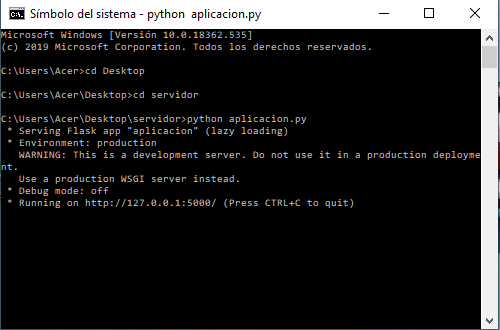 Símbolo del sistema - python  aplicacion.py
Microsoft Windows [Versión 10.0.18362.535]
(c) 2019 Microsoft Corporation. Todos los derechos reservados.
C:\Users\Acer>cd Desktop
C:\Users\Acer\Desktop>cd servidor
C:\Users\Acer\Desktop\servidor>python aplicacion.py
 * Serving Flask app "aplicacion" (lazy loading)
 * Environment: production
   WARNING: This is a development server. Do not use it in a production deployme
nt.
   Use a production WSGI server instead.
 * Debug mode: off
 * Running on http://127.0.0.1:5000/ (Press CTRL+C to quit)